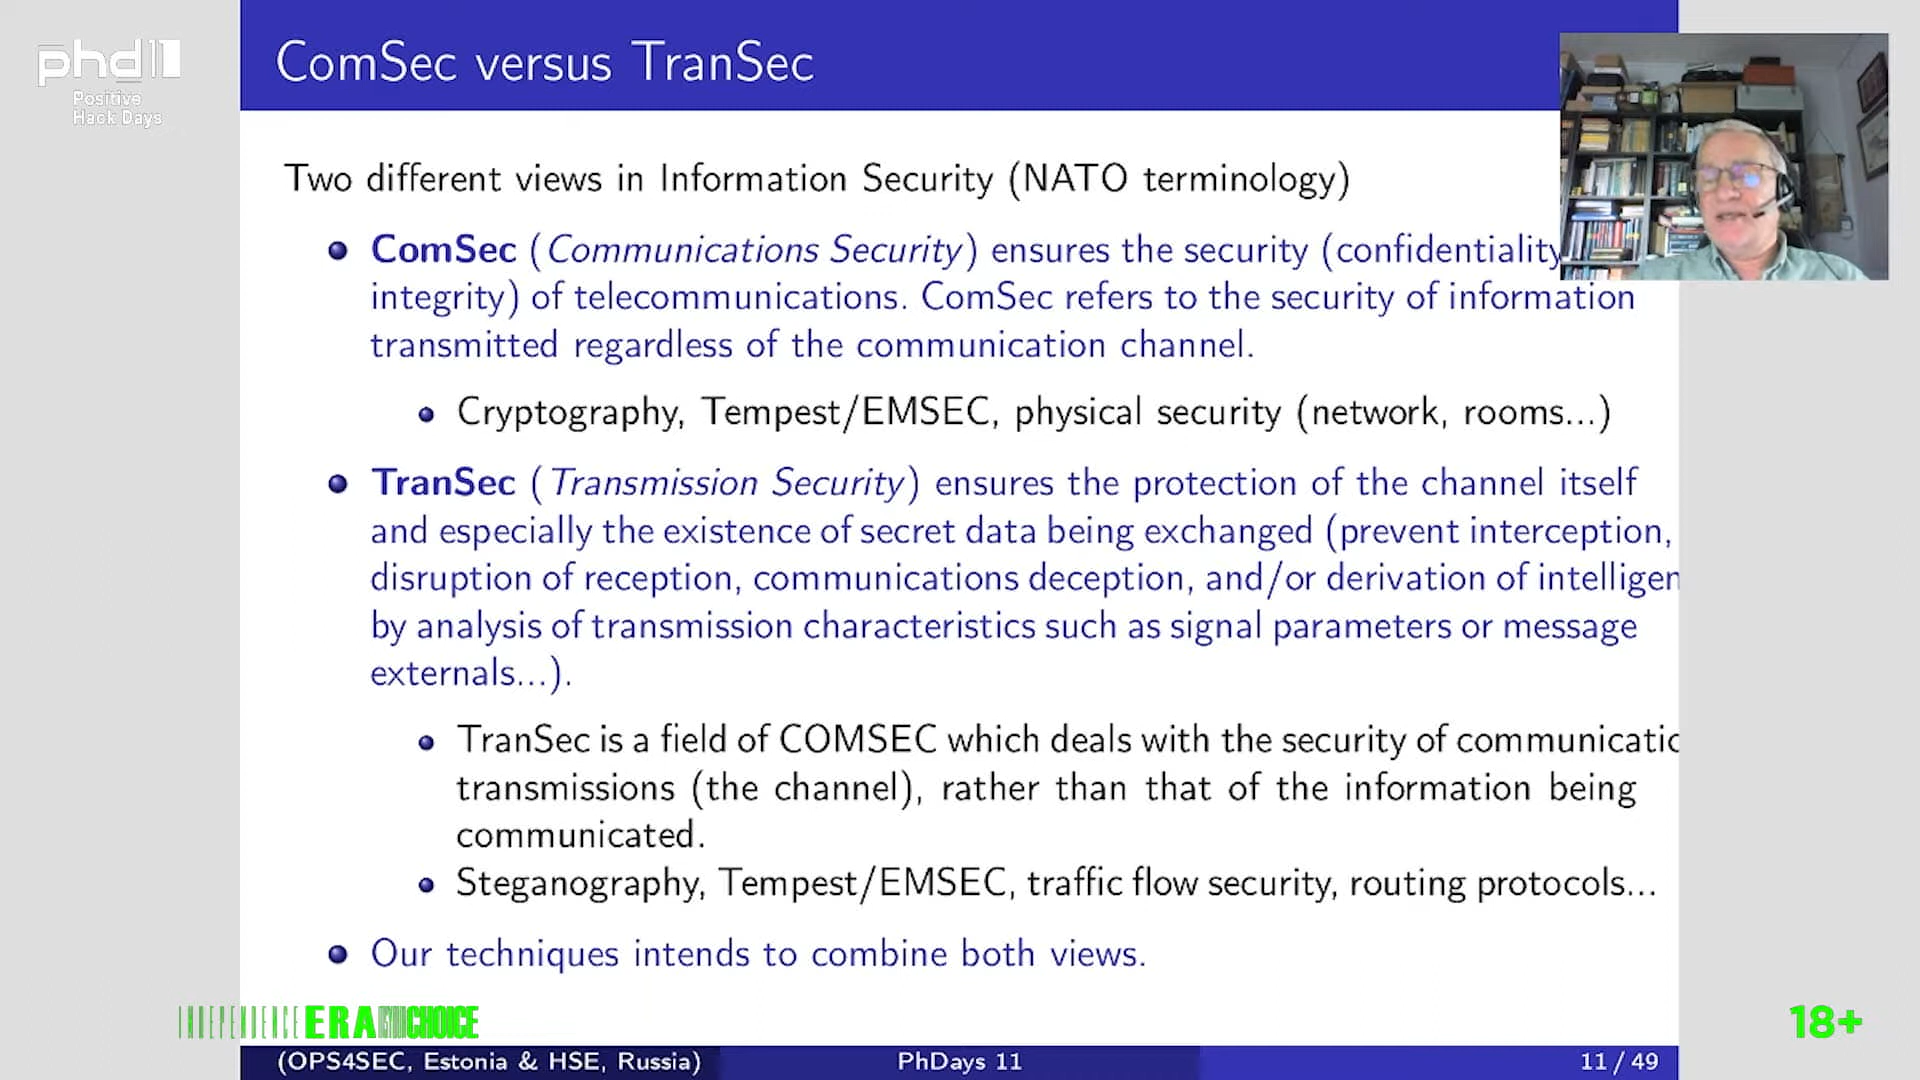 phd11
Positive
Hack Days
ComSec versus TranSec
Two different views in Information Security (NATO terminology)
ComSec (Communications Security) ensures the security (confidentiality
integrity) of telecommunications. ComSec refers to the security of information
transmitted regardless of the communication channel.
Cryptography, Tempest/EMSEC, physical security (network, rooms...)
TranSec (Transmission Security) ensures the protection of the channel itself
and especially the existence of secret data being exchanged (prevent interception,
disruption of reception, communications deception, and/or derivation of intelligen
by analysis of transmission characteristics such as signal parameters or message
externals...).
TranSec is a field of COMSEC which deals with the security of communicatic
transmissions (the channel), rather than that of the information being
communicated.
Steganography, Tempest/EMSEC, traffic flow security, routing protocols...
Our techniques intends to combine both views.
INDEPENDENCE ERA CHOICE
18+
(OPS4SEC, Estonia & HSE, Russia)
PhDays 11
11 / 49